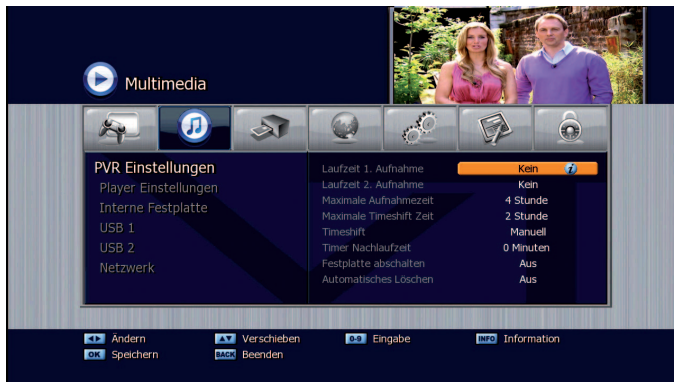 Multimedia
PVR Einstellungen
Player Einstellungen
Interne Festplatte
USB 1
USB 2
Netzwerk
Laufzeit 1. Aufnahme Kein
Laufzeit 2. Aufnahme Kein
Maximale Aufnahmezeit 4 Stunde
Maximale Timeshift Zeit 2 Stunde
Timeshift Manuell
Timer Nachlaufzeit 0 Minuten
Festplatte abschalten Aus
Automatisches Löschen Aus
Ändern Verschieben 0-9 Eingabe INFO Information
OK Speichern BACK Beenden